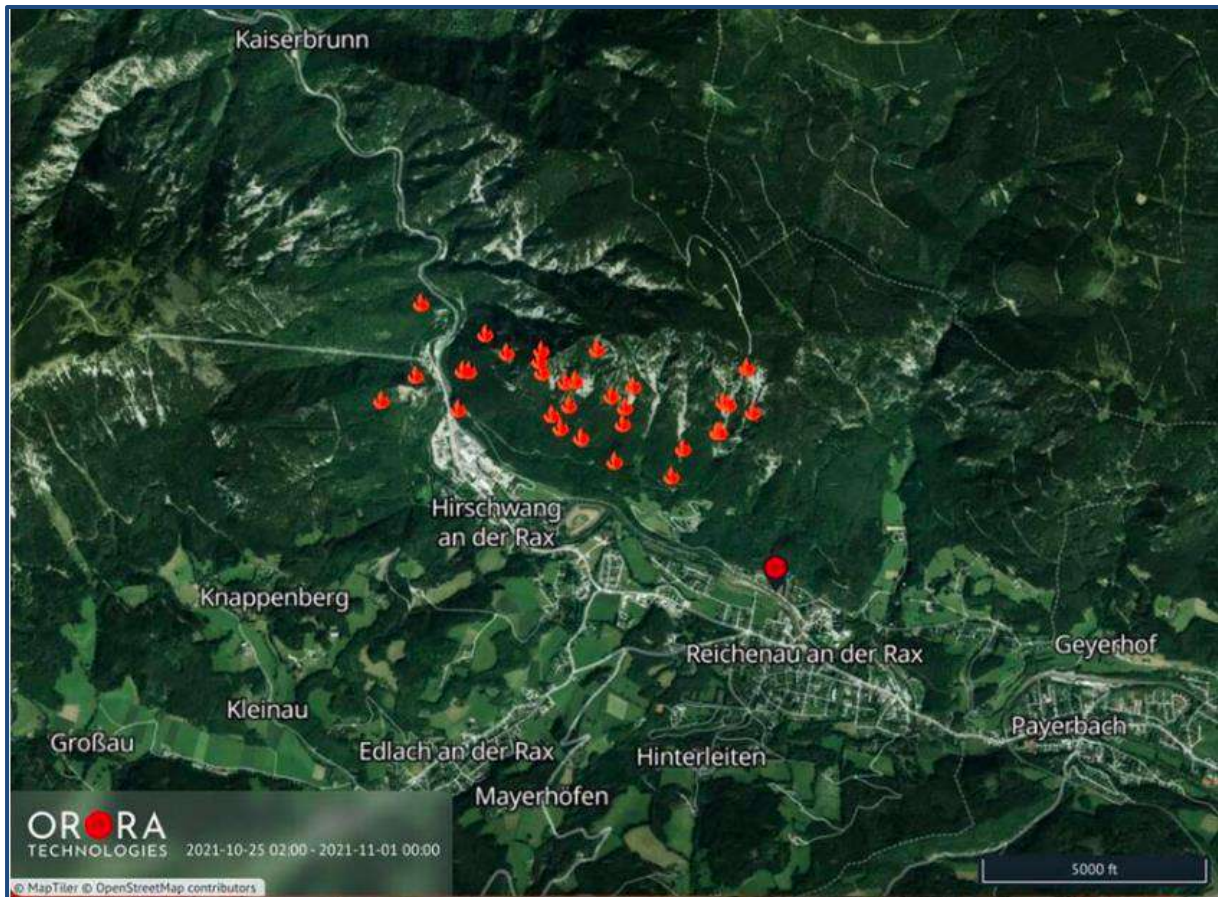 Kaiserbrunn
Hirschwang
an der Rax
Knappenberg
Reichenau an der Rax
Geyerhof
Kleinau
Großau
Edlach an der Rax
Hinterleiten
Payerbach
Mayerhöfen
ORORA
TECHNOLOGIES
2021-10-25 02:00 - 2021-11-01 00:00
5000 ft
© MapTiler © OpenStreetMap contributors